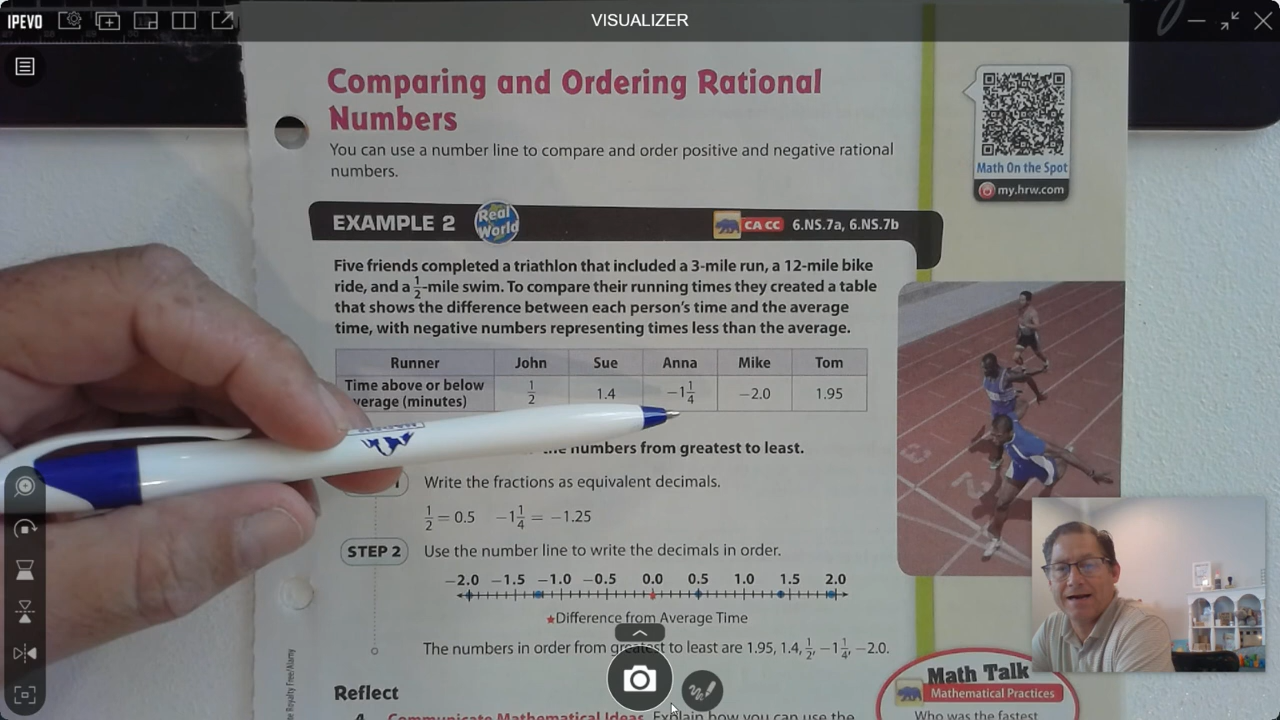 IPEVO
VISUALIZER
Comparing and Ordering Rational
Numbers
You can use a number line to compare and order positive and negative rational
numbers.
Math On the Spot
my.hrw.com
EXAMPLE 2 Real World CA CC 6.NS.7a, 6.NS.7b
Five friends completed a triathlon that included a 3-mile run, a 12-mile bike
ride, and a 1/2-mile swim. To compare their running times they created a table
that shows the difference between each person's time and the average
time, with negative numbers representing times less than the average.
Runner John Sue Anna Mike Tom
Time above or below 1/2 1.4 −1 1/4 −2.0 1.95
average (minutes)
numbers from greatest to least.
Write the fractions as equivalent decimals.
1/2 = 0.5 −1 1/4 = −1.25
STEP 2 Use the number line to write the decimals in order.
−2.0 −1.5 −1.0 −0.5 0.0 0.5 1.0 1.5 2.0
★Difference from Average Time
The numbers in order from greatest to least are 1.95, 1.4, 1/2, −1 1/4, −2.0.
Reflect
Communicate Mathematical Ideas Explain how you can use the
Math Talk
Mathematical Practices
Who was the fastest